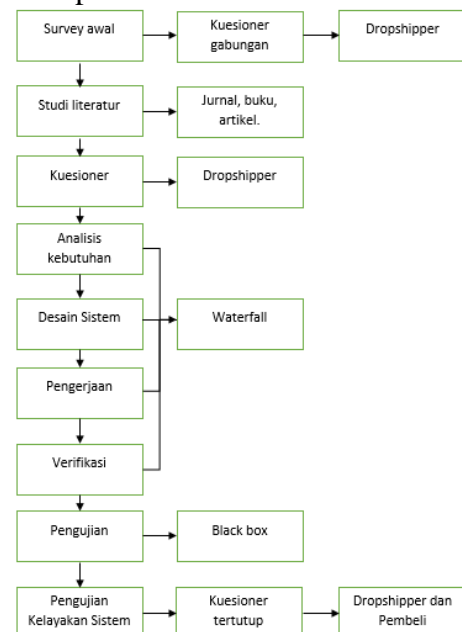 Survey awal
Kuesioner
gabungan
Dropshipper
Studi literatur
Jurnal, buku,
artikel.
Kuesioner
Dropshipper
Analisis
kebutuhan
Desain Sistem
Waterfall
Pengerjaan
Verifikasi
Pengujian
Black box
Pengujian
Kelayakan Sistem
Kuesioner
tertutup
Dropshipper dan
Pembeli